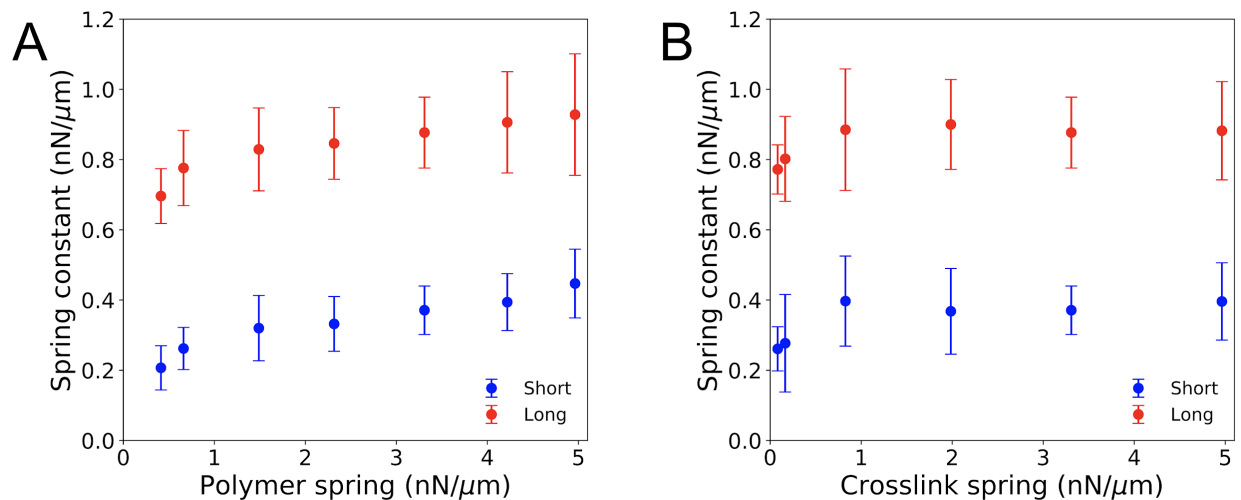 A
Spring constant (nN/μm)
1.2
1.0
0.8
0.6
0.4
0.2
0.0
0 1 2 3 4 5
Polymer spring (nN/μm)
Short
Long
B
Spring constant (nN/μm)
1.2
1.0
0.8
0.6
0.4
0.2
0.0
0 1 2 3 4 5
Crosslink spring (nN/μm)
Short
Long